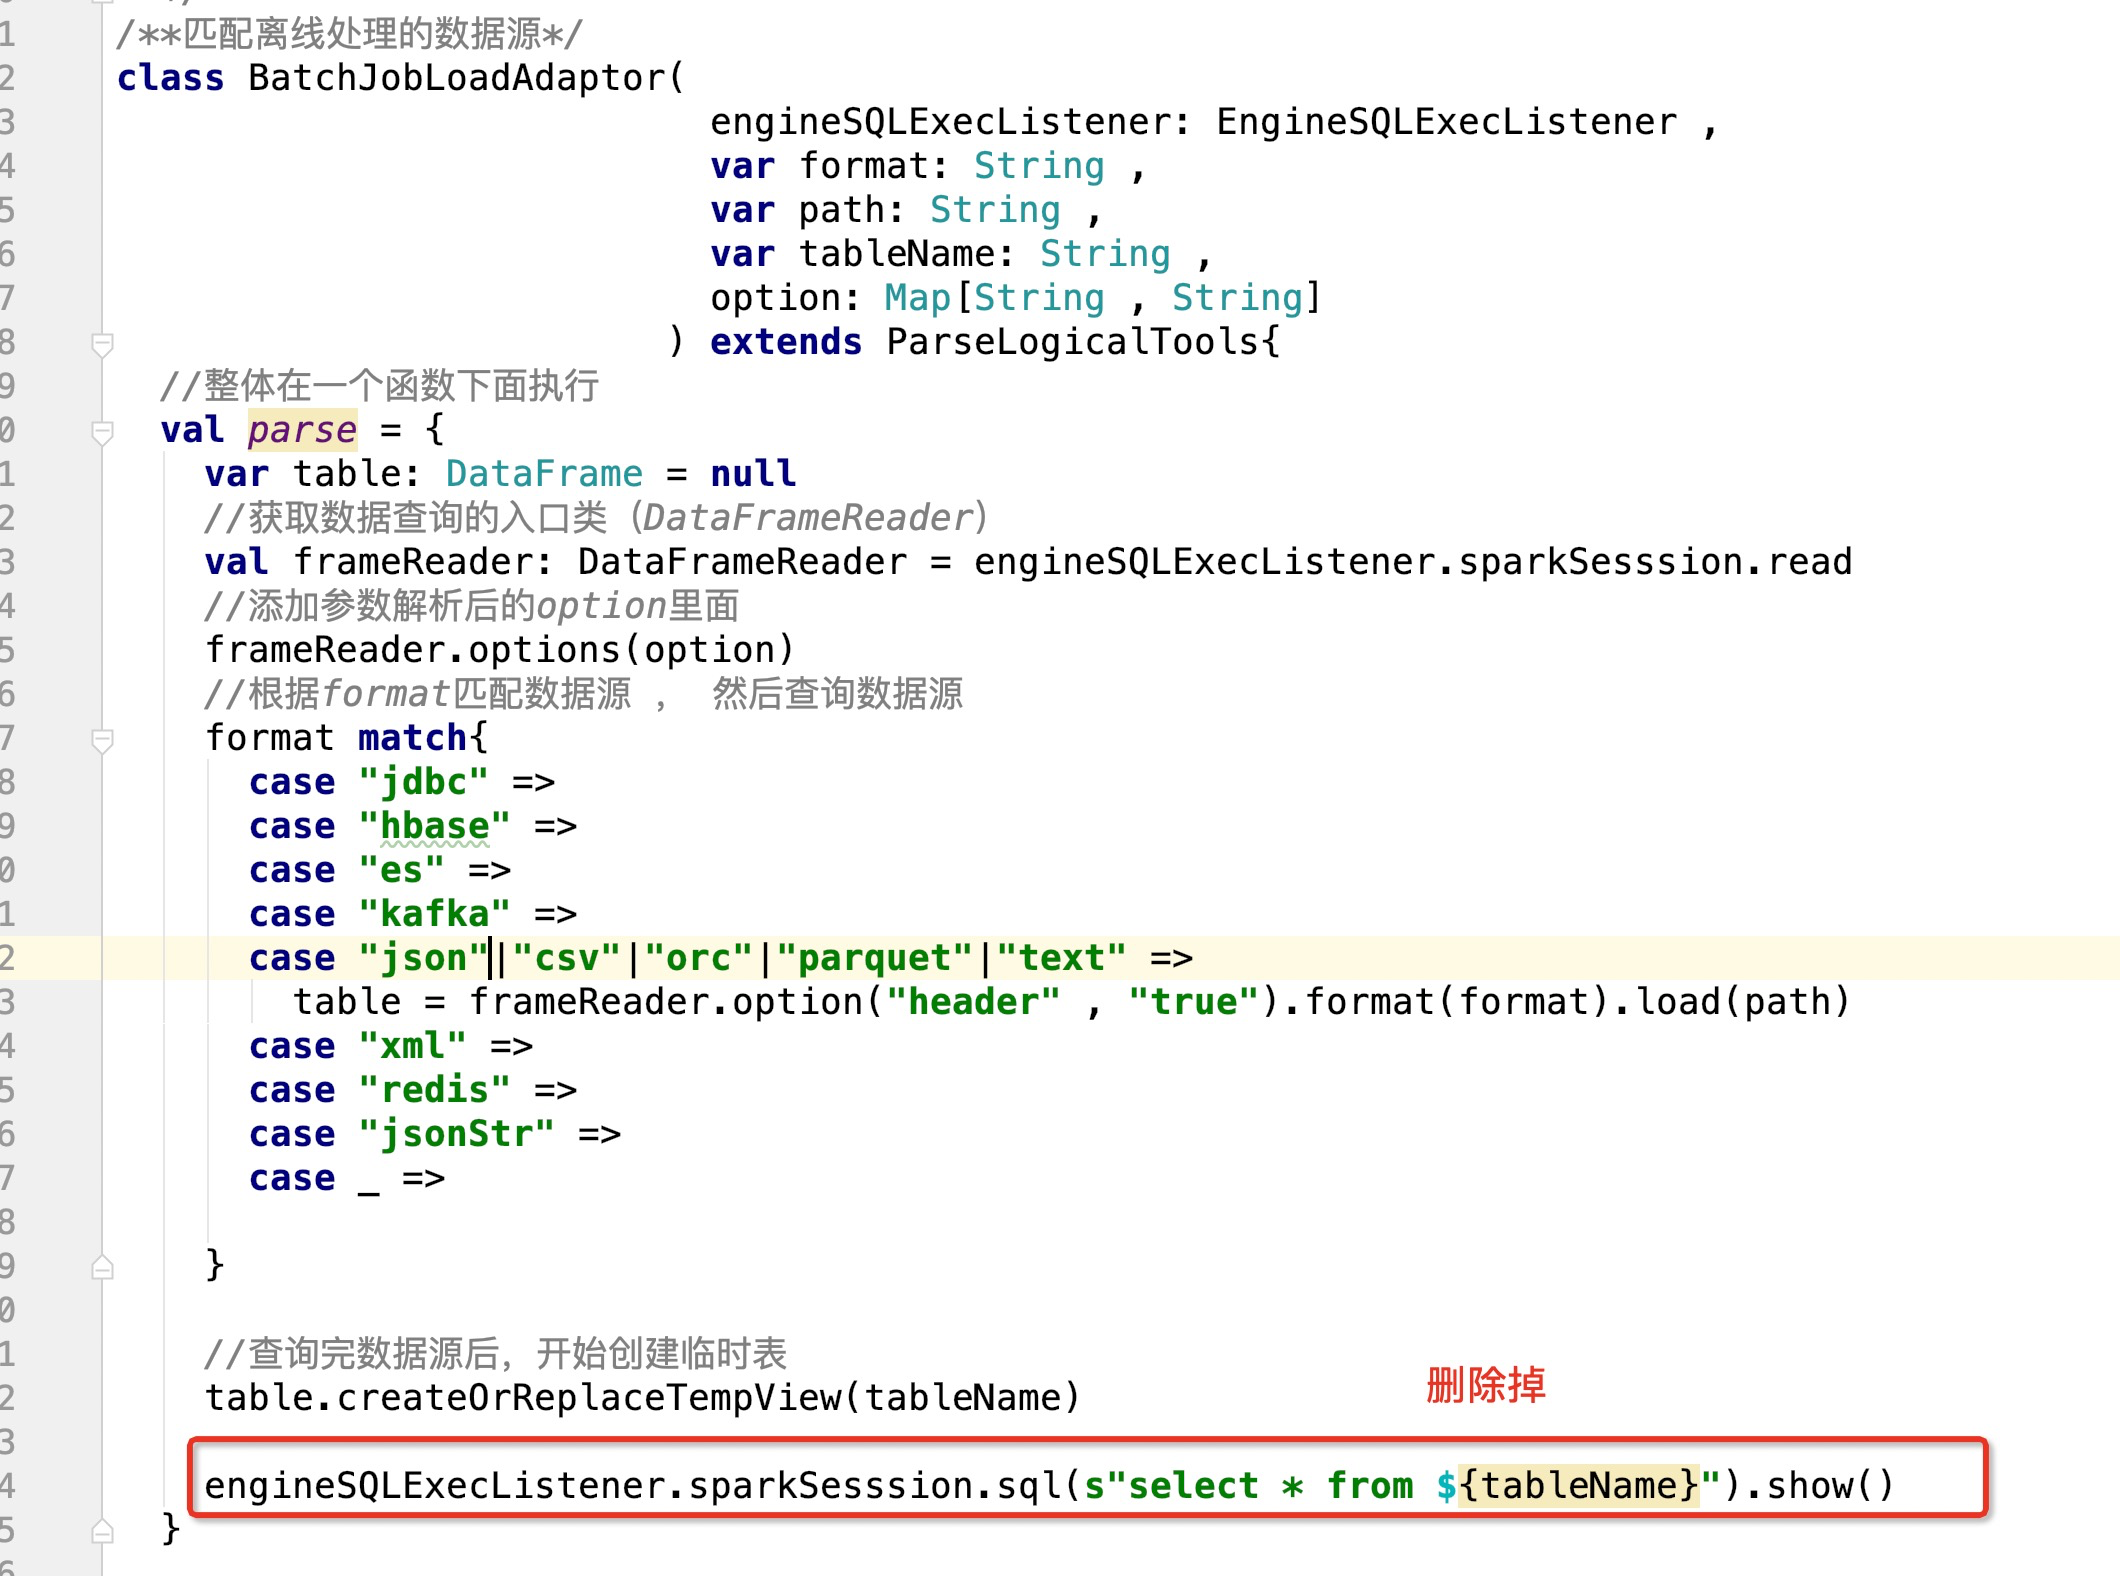 1 /**匹配离线处理的数据源*/
2 class BatchJobLoadAdaptor(
3 engineSQLExecListener: EngineSQLExecListener ,
4 var format: String ,
5 var path: String ,
6 var tableName: String ,
7 option: Map[String , String]
8 ) extends ParseLogicalTools{
9 //整体在一个函数下面执行
0 val parse = {
1 var table: DataFrame = null
2 //获取数据查询的入口类（DataFrameReader）
3 val frameReader: DataFrameReader = engineSQLExecListener.sparkSesssion.read
4 //添加参数解析后的option里面
5 frameReader.options(option)
6 //根据format匹配数据源 ， 然后查询数据源
7 format match{
8 case "jdbc" =>
9 case "hbase" =>
0 case "es" =>
1 case "kafka" =>
2 case "json"|"csv"|"orc"|"parquet"|"text" =>
3 table = frameReader.option("header" , "true").format(format).load(path)
4 case "xml" =>
5 case "redis" =>
6 case "jsonStr" =>
7 case _ =>
8
9 }
0
1 //查询完数据源后，开始创建临时表
删除掉
2 table.createOrReplaceTempView(tableName)
3
4 engineSQLExecListener.sparkSesssion.sql(s"select * from ${tableName}").show()
5 }